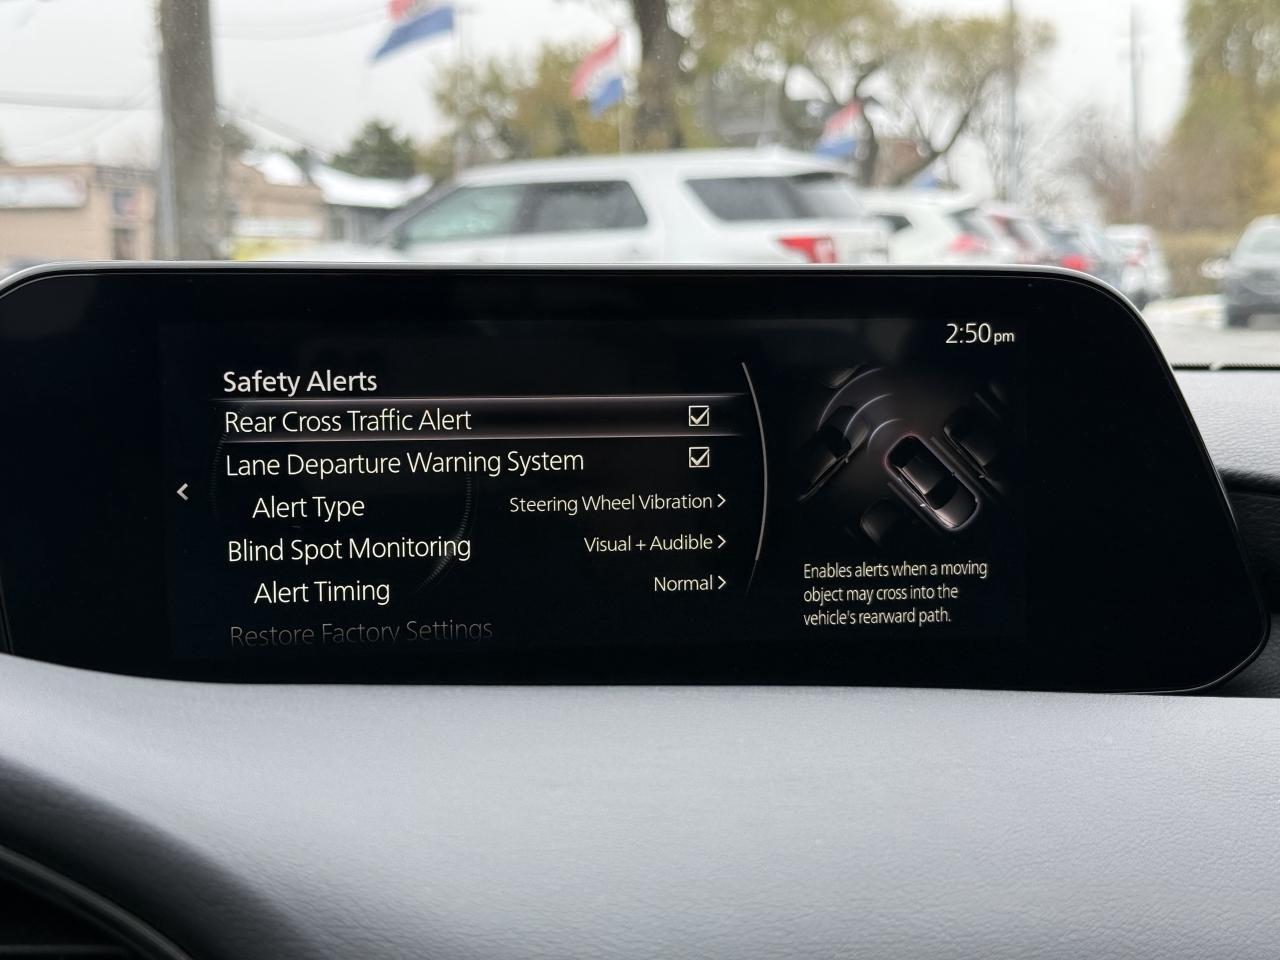 2:50pm
Safety Alerts
Rear Cross Traffic Alert
Lane Departure Warning System
Alert Type Steering Wheel Vibration >
Blind Spot Monitoring Visual + Audible >
Alert Timing Normal >
Restore Factory Settings
<
Enables alerts when a moving
object may cross into the
vehicle's rearward path.